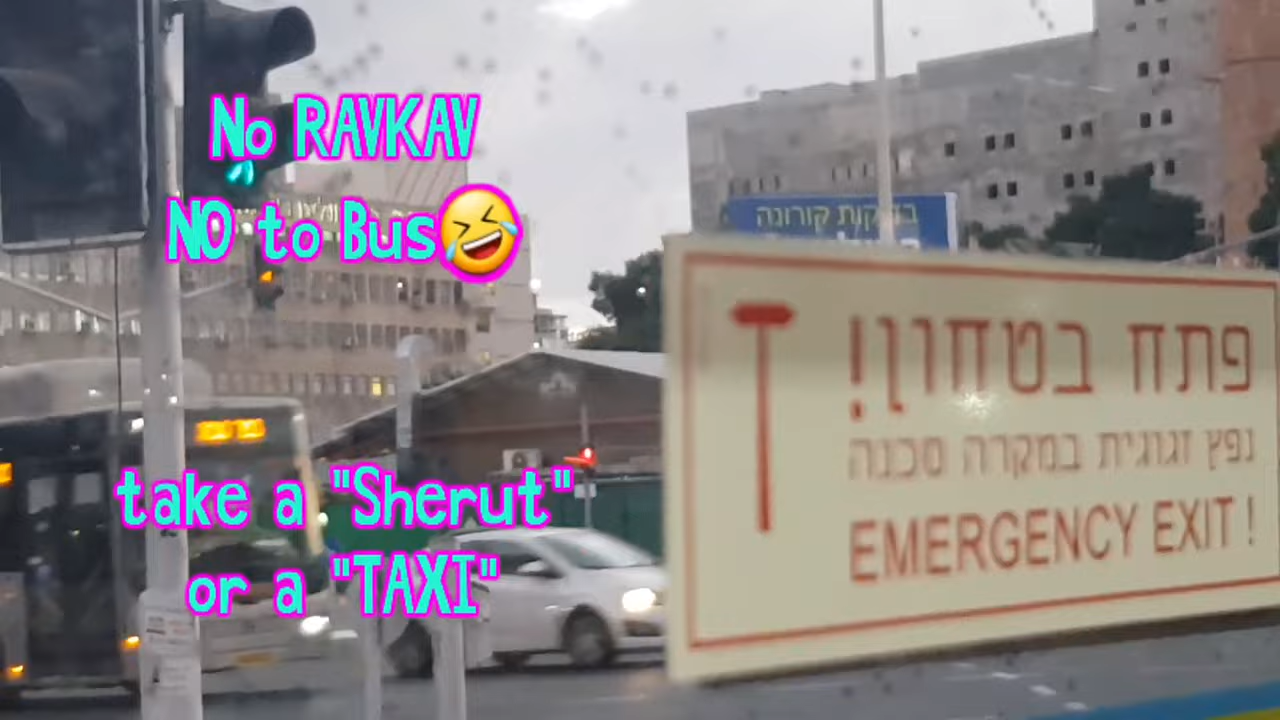 No RAVKAV
NO to Bus🤣
take a "Sherut"
or a "TAXI"
בדיקות קורונה
פתח בטחון!
נפץ זגוגית במקרה סכנה
EMERGENCY EXIT !